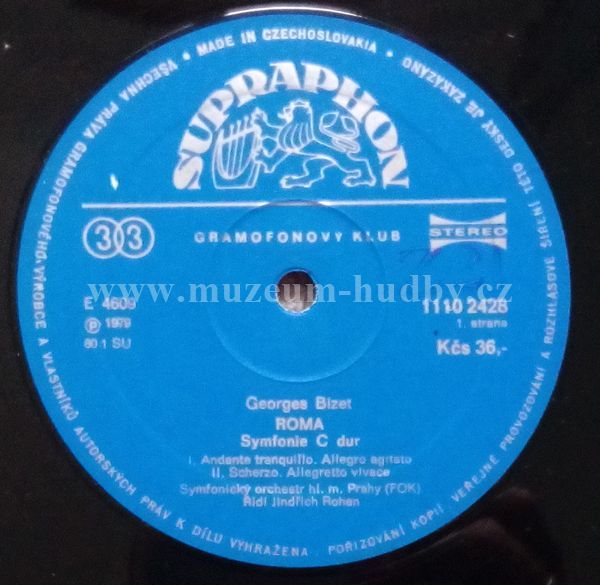 VŠECHNA PRÁVA GRAMOFONOVÉHO VÝROBCE A VLASTNÍKŮ AUTORSKÝCH PRÁV K DÍLU VYHRAŽENA . POŘIZOVÁNÍ KOPIÍ, VEŘEJNÉ PROVOZOVÁNÍ A ROZHLASOVÉ ŠÍŘENÍ TÉTO DESKY JE ZAKÁZÁNO
• MADE IN CZECHOSLOVAKIA •
SUPRAPHON
33 GRAMOFONOVÝ KLUB STEREO
www.muzeum-hudby.cz
E 4609 1110 2428
Ⓟ 1979 1. strana
80 1 SU Kčs 36,-
Georges Bizet
ROMA
Symfonie C dur
I. Andante tranquillo. Allegro agitato
II. Scherzo. Allegretto vivace
Symfonický orchestr hl. m. Prahy (FOK)
Řídí Jindřich Rohan